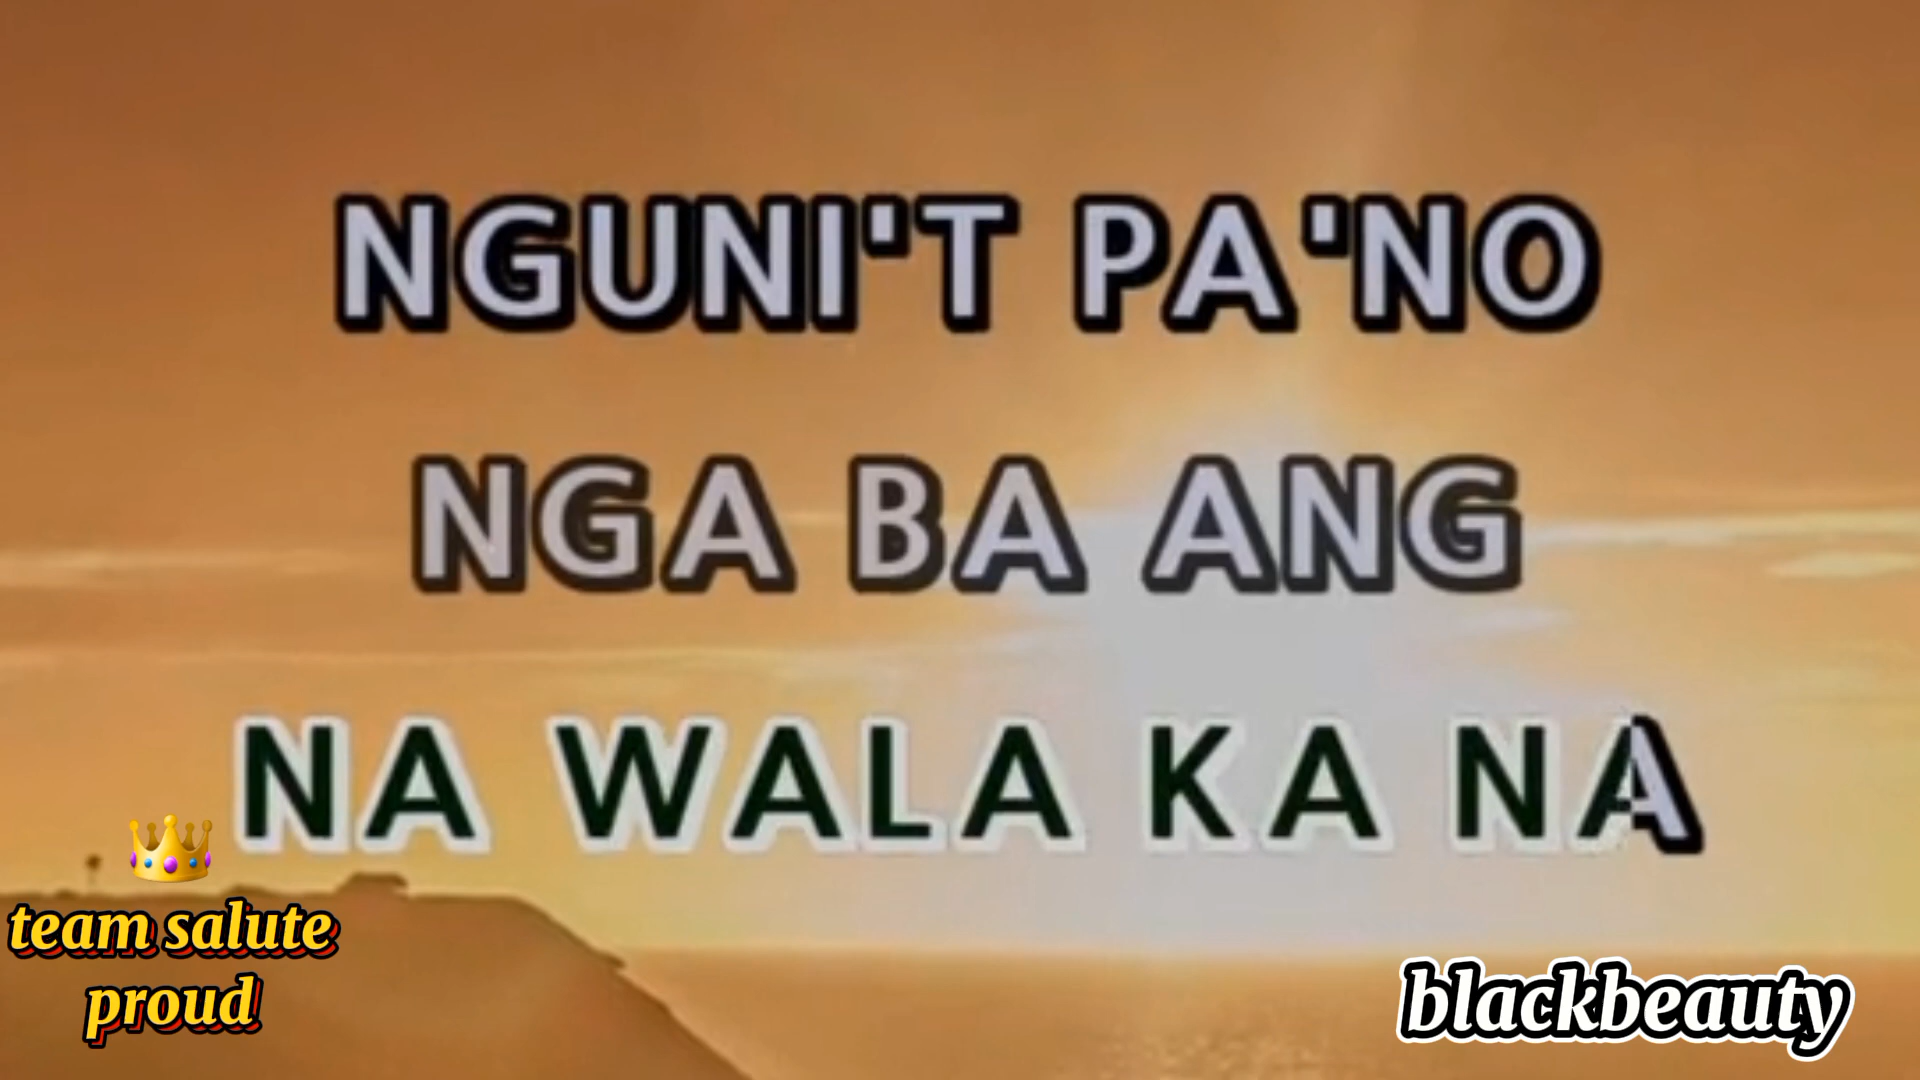 NGUNI'T PA'NO
NGA BA ANG
NA WALA KA NA
team salute
proud
blackbeauty